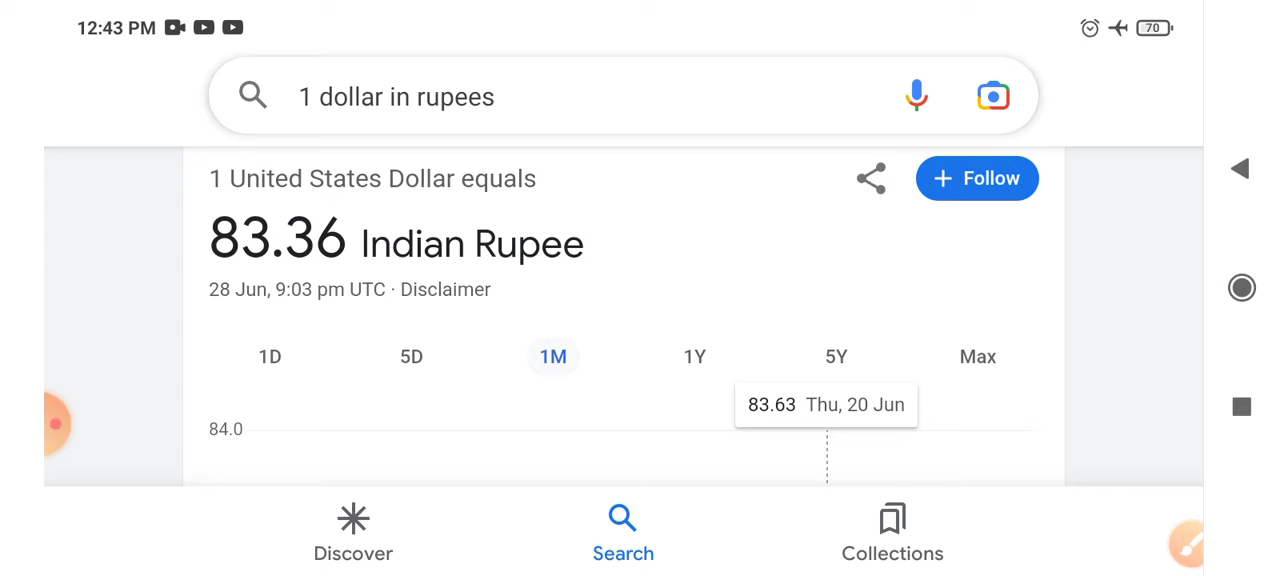 12:43 PM
70
1 dollar in rupees
1 United States Dollar equals
+ Follow
83.36 Indian Rupee
28 Jun, 9:03 pm UTC · Disclaimer
1D 5D 1M 1Y 5Y Max
83.63 Thu, 20 Jun
84.0
Discover Search Collections